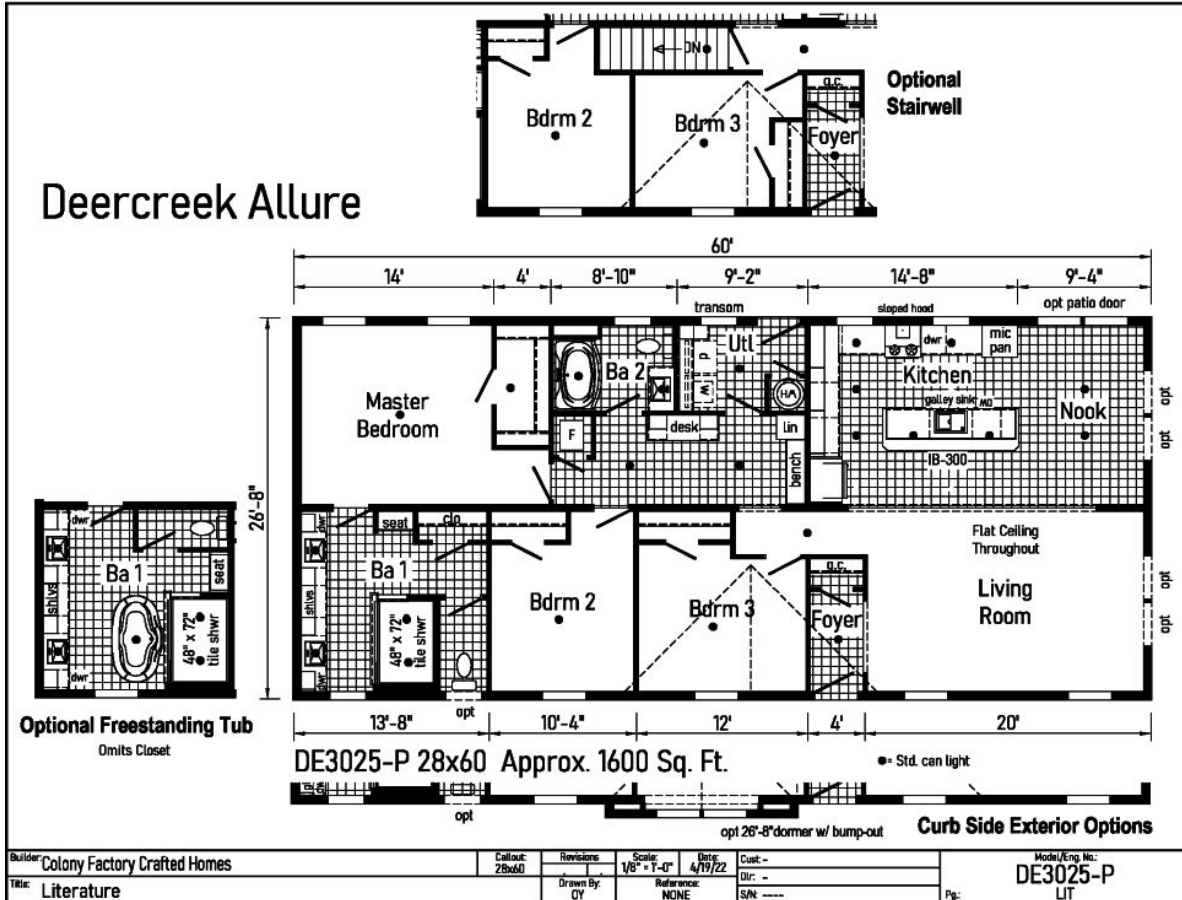 DN
Optional
Stairwell
g.c.
Bdrm 2
Bdrm 3
Foyer
Deercreek Allure
60'
14'
4'
8'-10"
9'-2"
14'-8"
9'-4"
transom
sloped hood
opt patio door
26'-8"
Master
Bedroom
Ba 2
Utl
d
w
HW
F
desk
lin
bench
dwr
mic
pan
Kitchen
galley sink
DW
IB-300
Nook
opt
opt
dwr
Ba 1
shlvs
seat
48" x 72"
tile shwr
dwr
Optional Freestanding Tub
Omits Closet
dwr
seat
clo
Ba 1
shlvs
48" x 72"
tile shwr
dwr
opt
Bdrm 2
Bdrm 3
g.c.
Foyer
Flat Ceiling
Throughout
Living
Room
opt
opt
13'-8"
10'-4"
12'
4'
20'
DE3025-P 28x60 Approx. 1600 Sq. Ft.
●= Std. can light
opt
opt 26'-8"dormer w/ bump-out
Curb Side Exterior Options
Builder: Colony Factory Crafted Homes
Title: Literature
Callout:
28x60
Revisions
Drawn By:
OY
Scale:
1/8" = 1'-0"
Date:
4/19/22
Reference:
NONE
Cust: -
Dlr: -
S/N: ----
Model/Eng. No.:
DE3025-P
Pg.: LIT